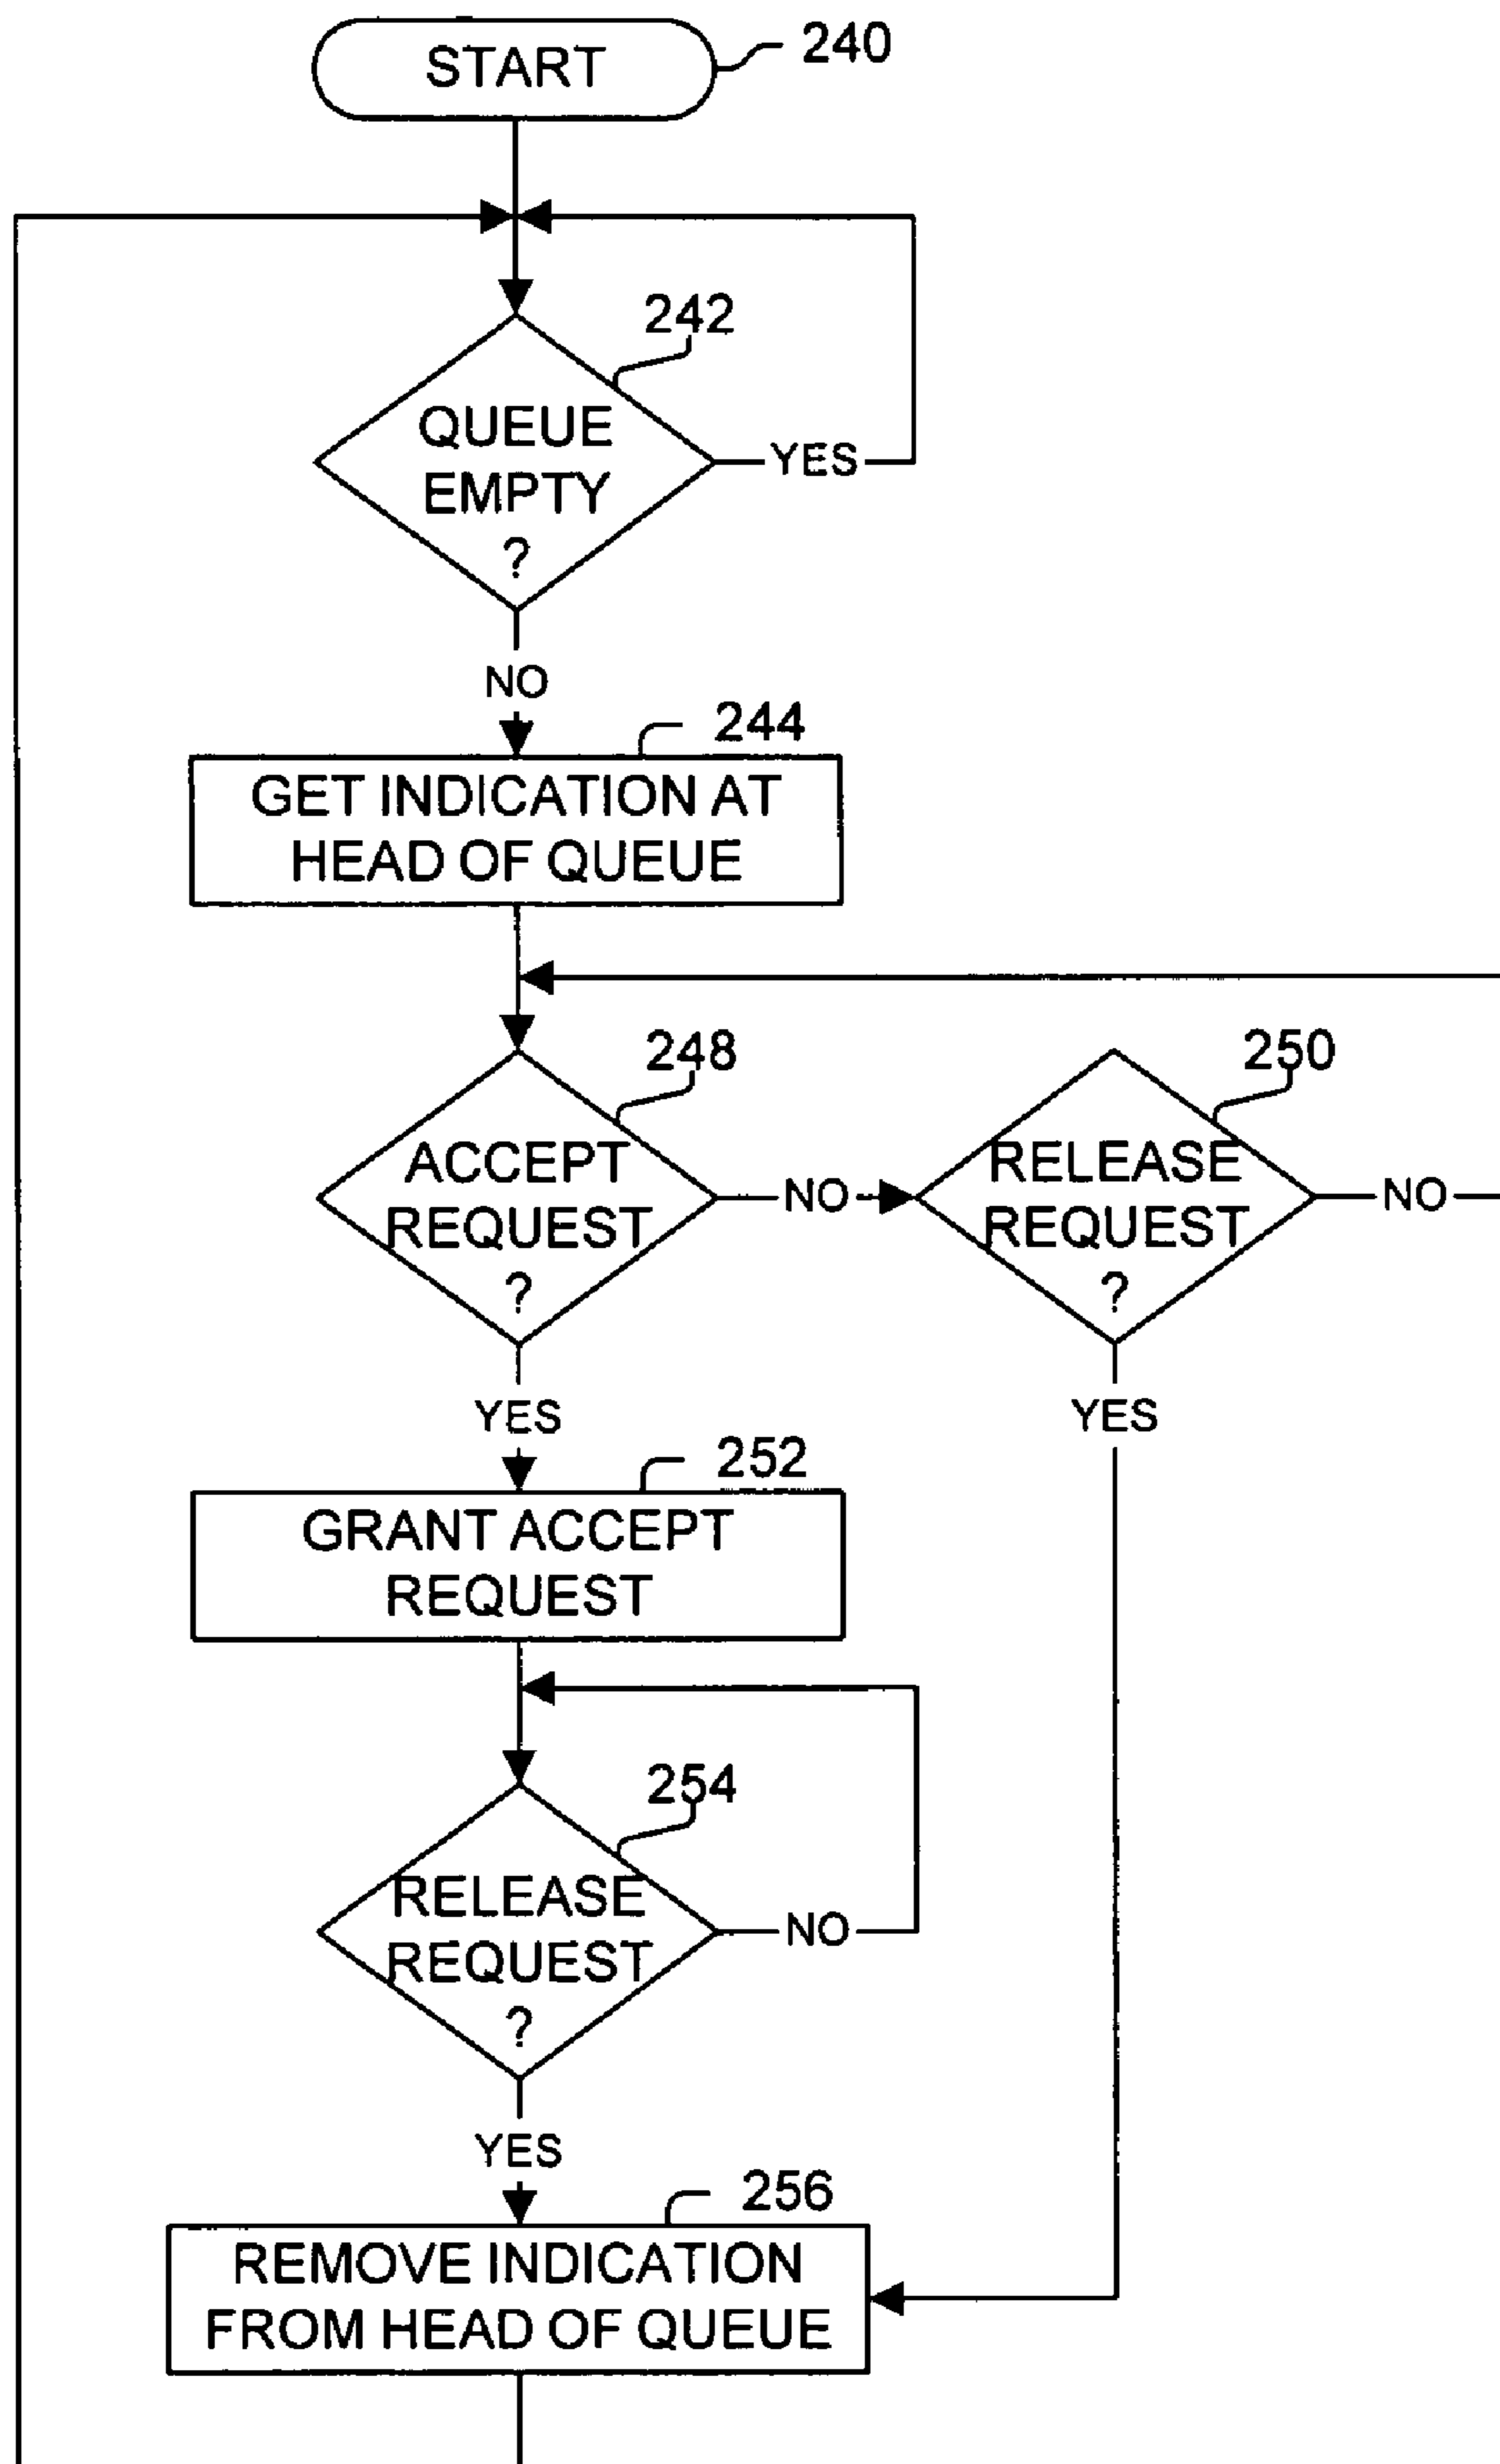 START
240
242
QUEUE
EMPTY
?
YES
NO
244
GET INDICATION AT
HEAD OF QUEUE
248
ACCEPT
REQUEST
?
NO
250
RELEASE
REQUEST
?
NO
YES
YES
252
GRANT ACCEPT
REQUEST
254
RELEASE
REQUEST
?
NO
YES
256
REMOVE INDICATION
FROM HEAD OF QUEUE